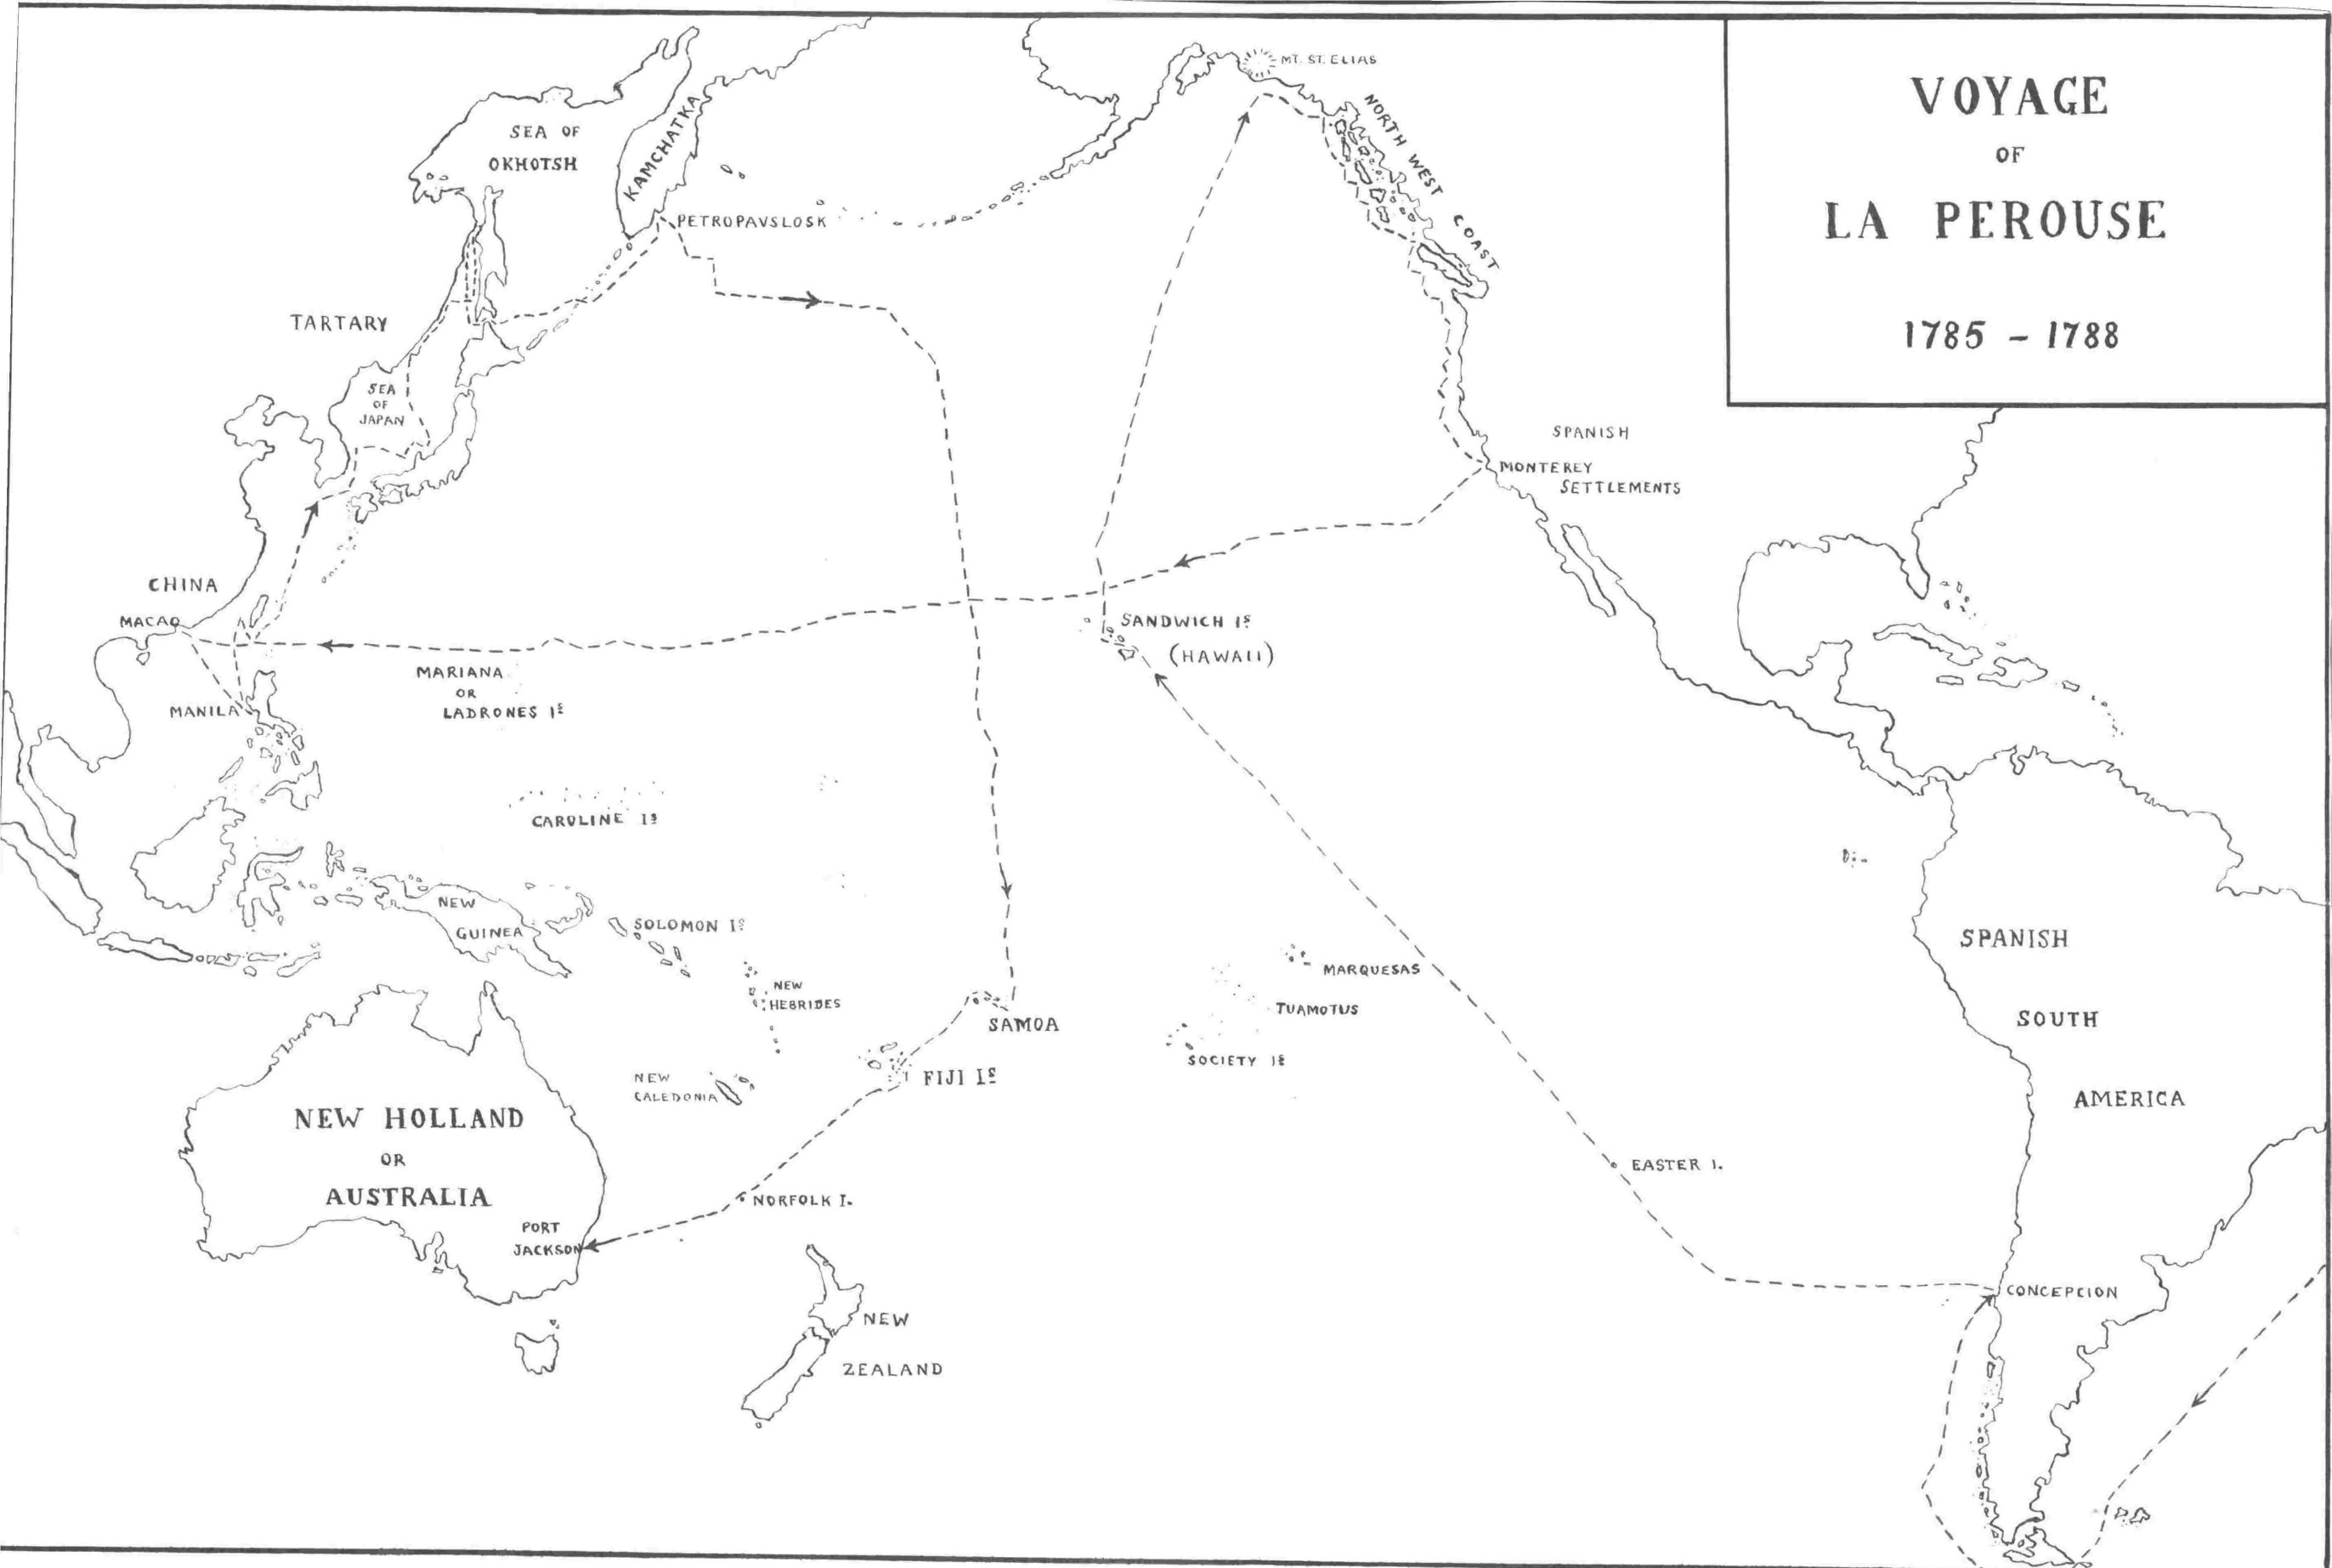 VOYAGE
OF
LA PEROUSE
1785 - 1788
MT. ST. ELIAS
SEA OF
OKHOTSH
KAMCHATKA
NORTH WEST COAST
PETROPAVSLOSK
TARTARY
SEA
OF
JAPAN
SPANISH
MONTEREY
SETTLEMENTS
CHINA
MACAO
SANDWICH IS
(HAWAII)
MARIANA
OR
LADRONES IS
MANILA
CAROLINE IS
NEW
GUINEA
SOLOMON IS
SPANISH
SOUTH
AMERICA
MARQUESAS
NEW
HEBRIDES
TUAMOTUS
SAMOA
SOCIETY IS
FIJI IS
NEW
CALEDONIA
NEW HOLLAND
OR
AUSTRALIA
EASTER I.
NORFOLK I.
PORT
JACKSON
CONCEPCION
NEW
ZEALAND